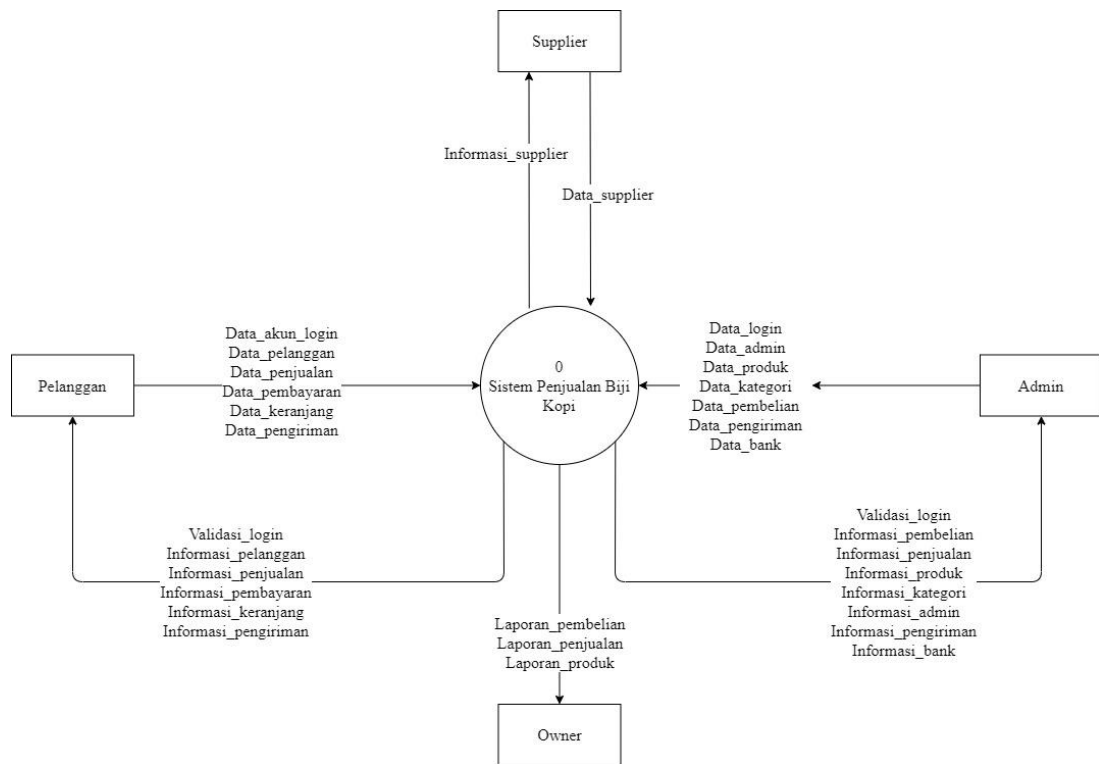 Supplier
Informasi_supplier
Data_supplier
Data_akun_login
Data_pelanggan
Data_penjualan
Data_pembayaran
Data_keranjang
Data_pengiriman
Pelanggan
0
Sistem Penjualan Biji
Kopi
Data_login
Data_admin
Data_produk
Data_kategori
Data_pembelian
Data_pengiriman
Data_bank
Admin
Validasi_login
Informasi_pelanggan
Informasi_penjualan
Informasi_pembayaran
Informasi_keranjang
Informasi_pengiriman
Validasi_login
Informasi_pembelian
Informasi_penjualan
Informasi_produk
Informasi_kategori
Informasi_admin
Informasi_pengiriman
Informasi_bank
Laporan_pembelian
Laporan_penjualan
Laporan_produk
Owner